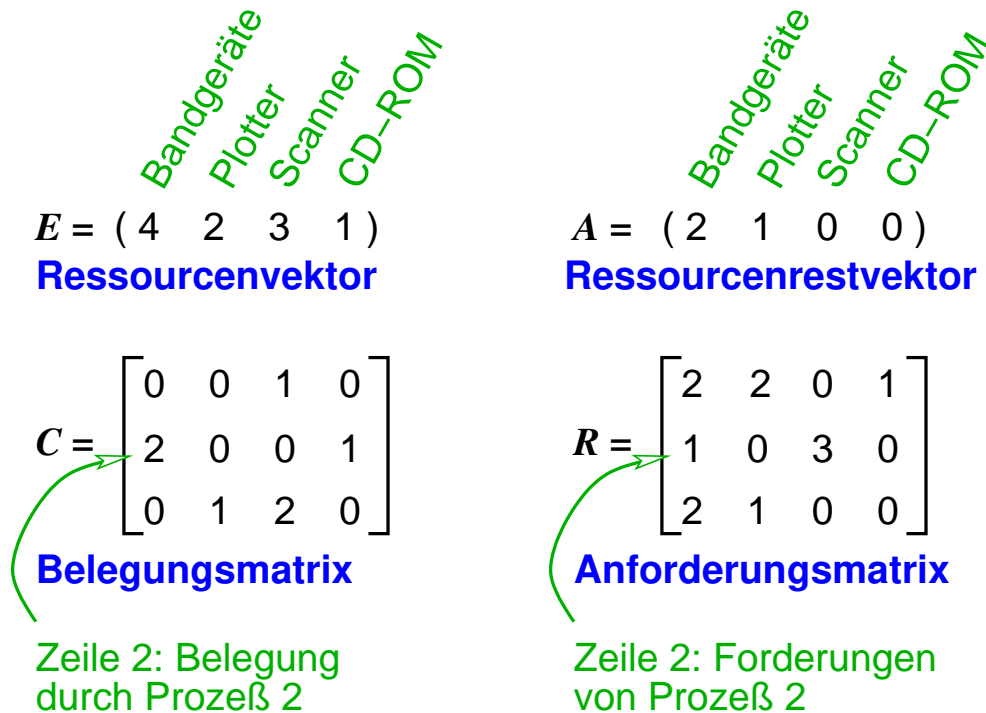 Bandgeräte Plotter Scanner CD–ROM
E = ( 4 2 3 1 )
Ressourcenvektor
Bandgeräte Plotter Scanner CD–ROM
A = ( 2 1 0 0 )
Ressourcenrestvektor
C =
0 0 1 0
2 0 0 1
0 1 2 0
Belegungsmatrix
Zeile 2: Belegung
durch Prozeß 2
R =
2 2 0 1
1 0 3 0
2 1 0 0
Anforderungsmatrix
Zeile 2: Forderungen
von Prozeß 2